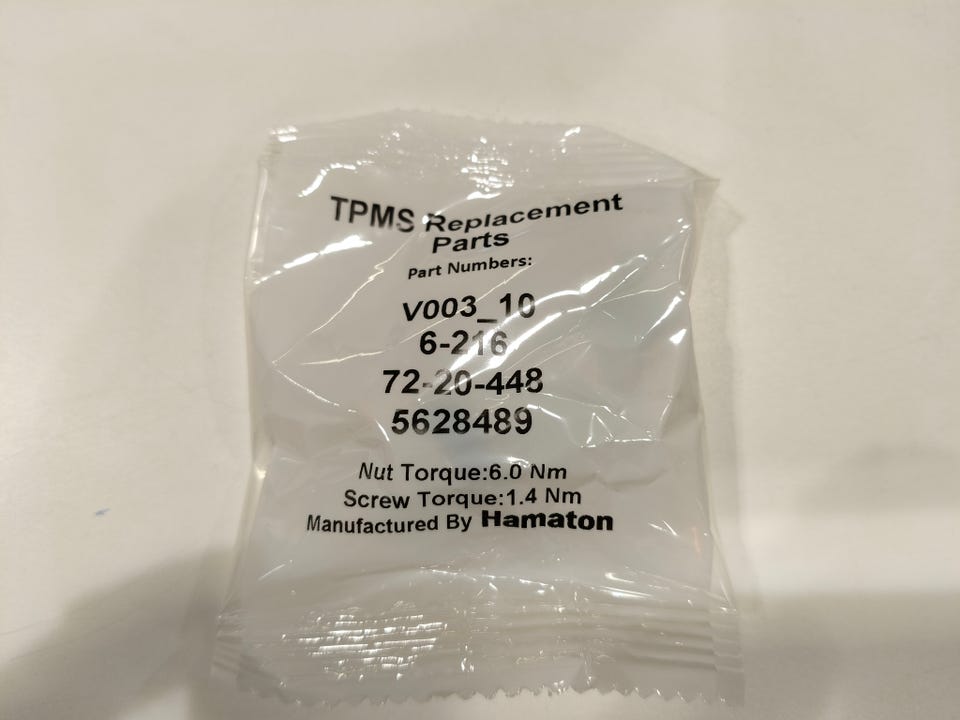 TPMS Replacement
Parts
Part Numbers:
V003_10
6-216
72-20-448
5628489
Nut Torque:6.0 Nm
Screw Torque:1.4 Nm
Manufactured By Hamaton